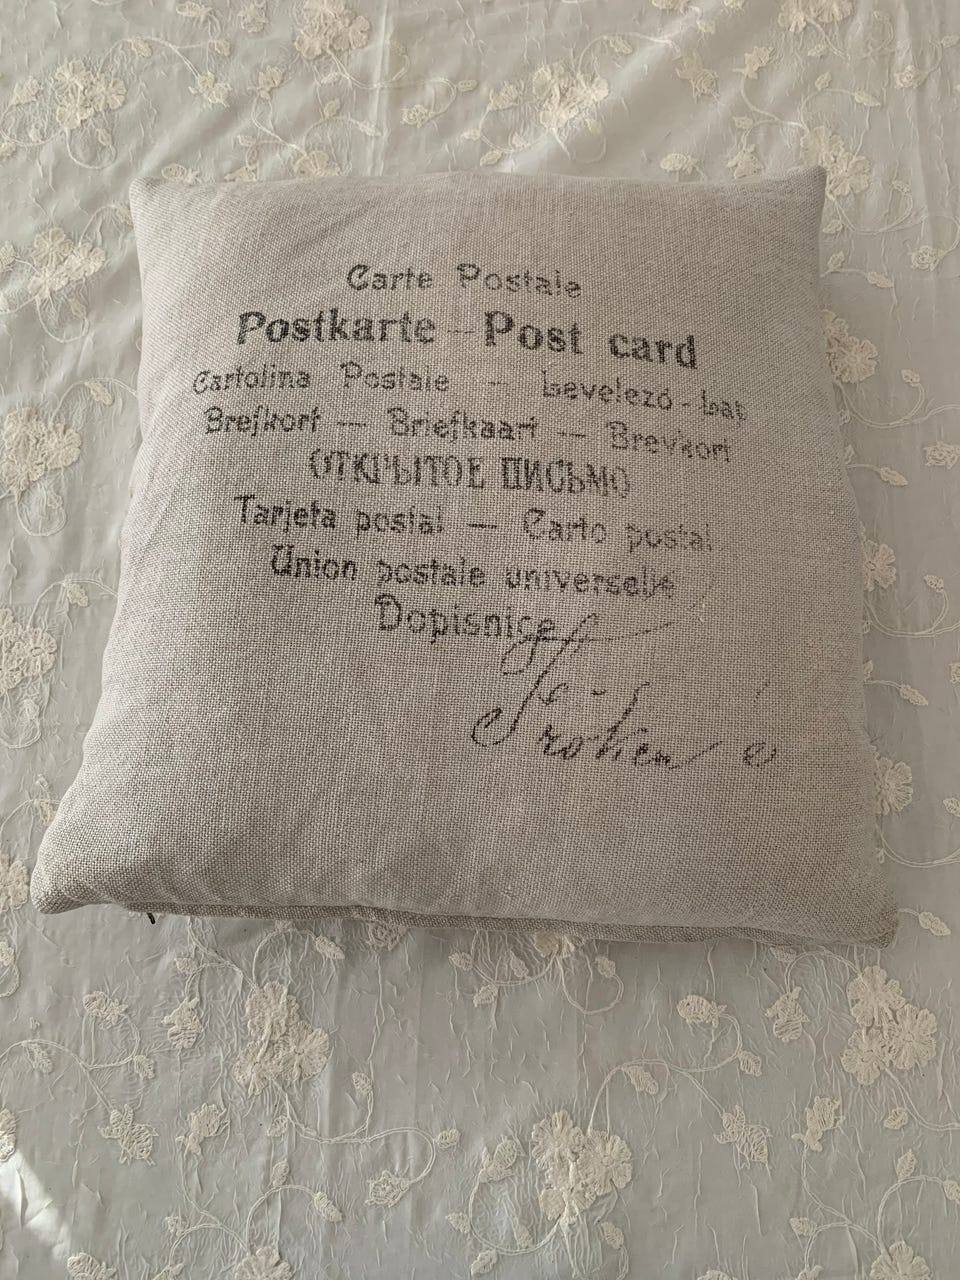 Carte Postale
Postkarte – Post card
Cartolina Postale – Levelező-Lap
Brefkort — Briefkaart — Brevkort
ОТКРЫТОЕ ПИСЬМО
Tarjeta postal — Carto postal
Union postale universelle
Dopisnice
Fröken